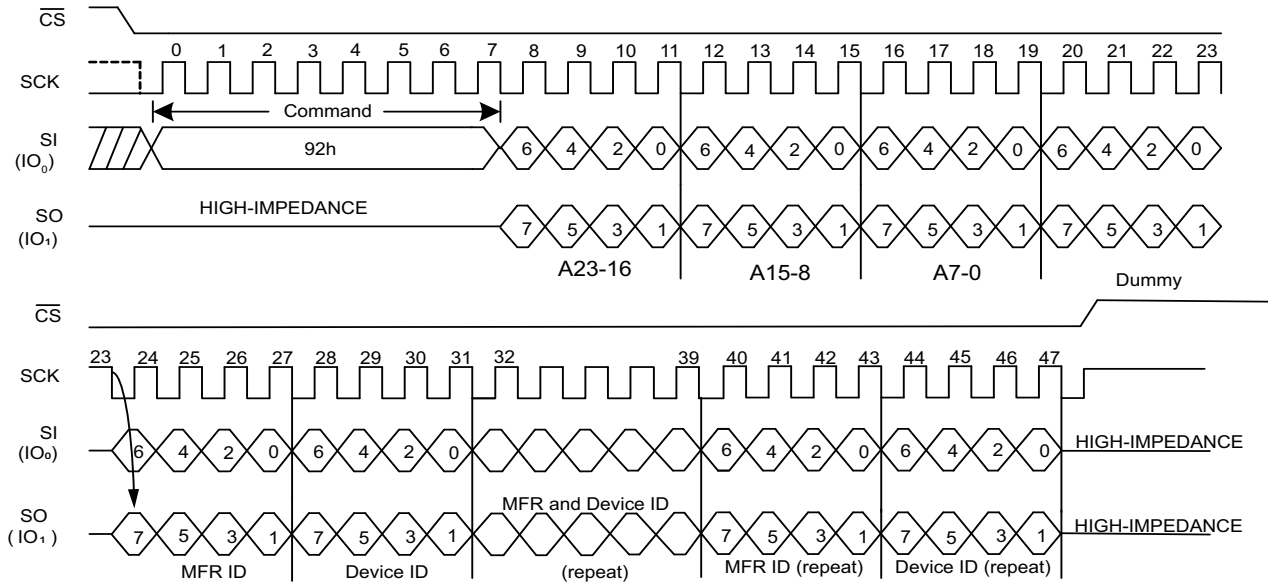 CS
0 1 2 3 4 5 6 7 8 9 10 11 12 13 14 15 16 17 18 19 20 21 22 23
SCK
Command
SI
(IO₀)
92h 6 4 2 0 6 4 2 0 6 4 2 0 6 4 2 0
SO
(IO₁)
HIGH-IMPEDANCE 7 5 3 1 7 5 3 1 7 5 3 1 7 5 3 1
A23-16 A15-8 A7-0
Dummy
CS
23 24 25 26 27 28 29 30 31 32 39 40 41 42 43 44 45 46 47
SCK
SI
(IO₀)
6 4 2 0 6 4 2 0 6 4 2 0 6 4 2 0 HIGH-IMPEDANCE
MFR and Device ID
SO
(IO₁)
7 5 3 1 7 5 3 1 7 5 3 1 7 5 3 1 HIGH-IMPEDANCE
MFR ID Device ID (repeat) MFR ID (repeat) Device ID (repeat)